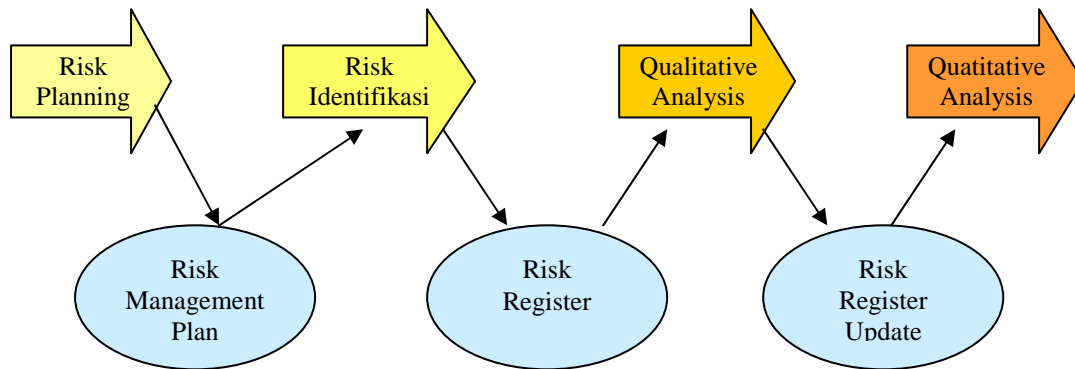 Risk
Planning
Risk
Identifikasi
Qualitative
Analysis
Quatitative
Analysis
Risk
Management
Plan
Risk
Register
Risk
Register
Update